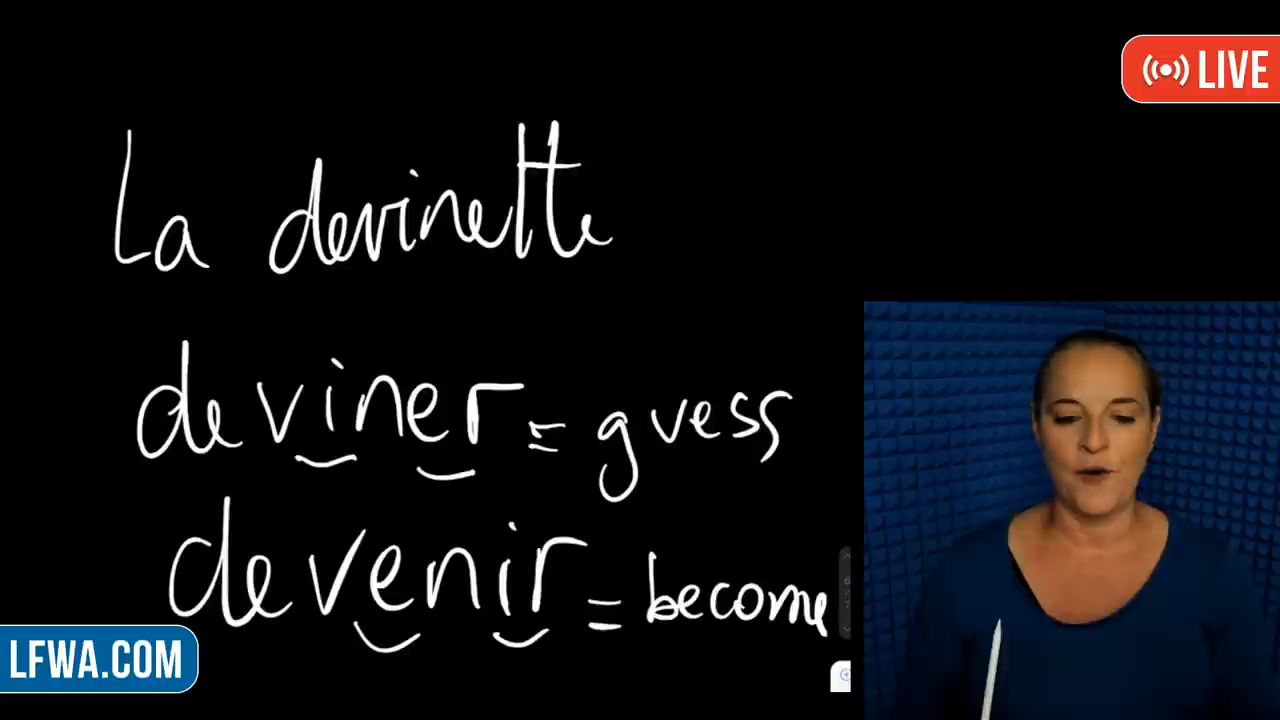 LIVE
La devinette
deviner = guess
devenir = become
LFWA.COM